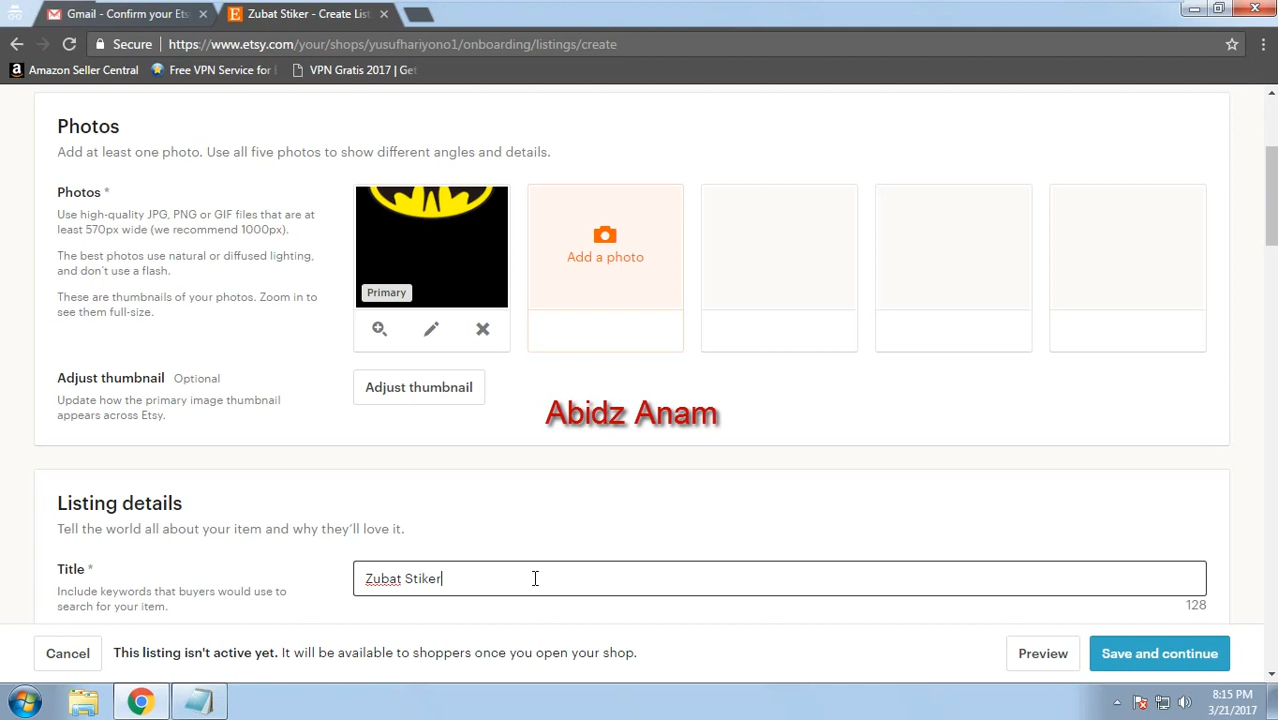 Gmail - Confirm your Ets
Zubat Stiker - Create List
Secure
https://www.etsy.com/your/shops/yusufhariyono1/onboarding/listings/create
Amazon Seller Central
Free VPN Service for
VPN Gratis 2017 | Get
Photos
Add at least one photo. Use all five photos to show different angles and details.
Photos *
Use high-quality JPG, PNG or GIF files that are at
least 570px wide (we recommend 1000px).
The best photos use natural or diffused lighting,
and don't use a flash.
These are thumbnails of your photos. Zoom in to
see them full-size.
Primary
Add a photo
Adjust thumbnail Optional
Update how the primary image thumbnail
appears across Etsy.
Adjust thumbnail
Abidz Anam
Listing details
Tell the world all about your item and why they'll love it.
Title *
Include keywords that buyers would use to
search for your item.
Zubat Stiker
128
Cancel
This listing isn't active yet. It will be available to shoppers once you open your shop.
Preview
Save and continue
8:15 PM
3/21/2017